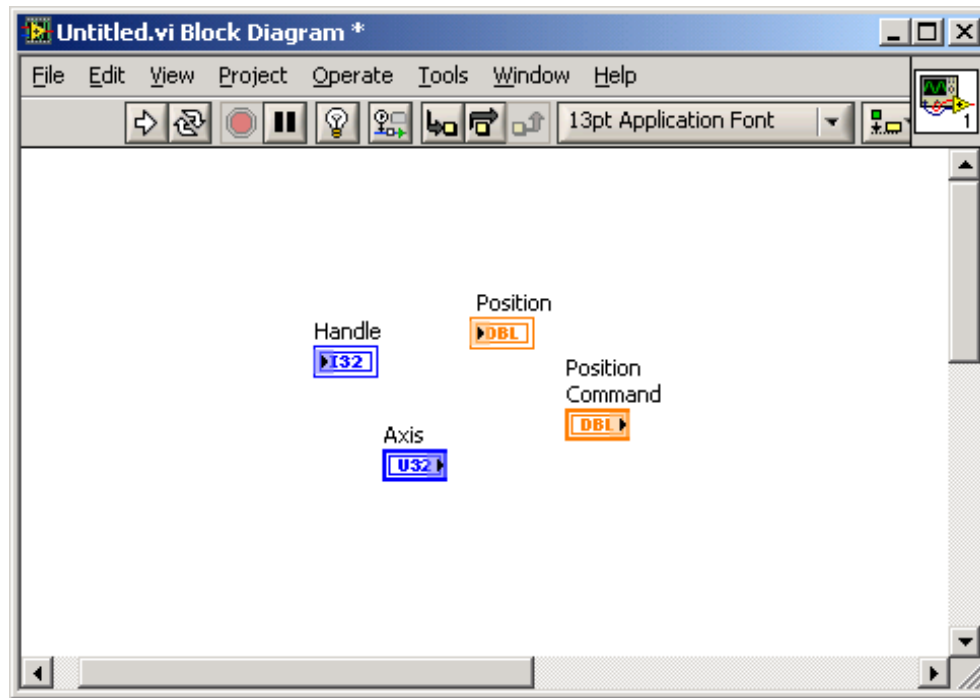 Untitled.vi Block Diagram *
File Edit View Project Operate Tools Window Help
13pt Application Font
1
Position
DBL
Handle
I32
Position
Command
DBL
Axis
U32